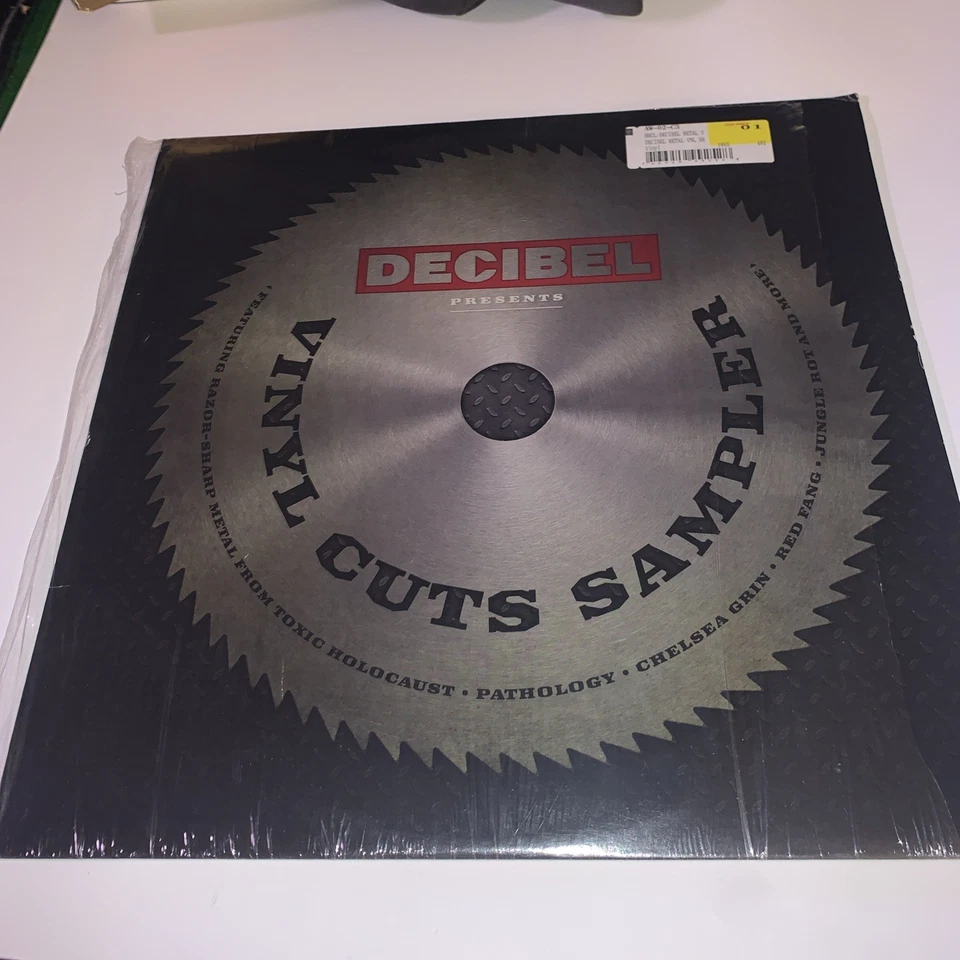 01
DECIBEL
PRESENTS
VINYL CUTS SAMPLER
(FEATURING RAZOR-SHARP METAL FROM TOXIC HOLOCAUST • PATHOLOGY • CHELSEA GRIN • RED FANG • JUNGLE ROT AND MORE)